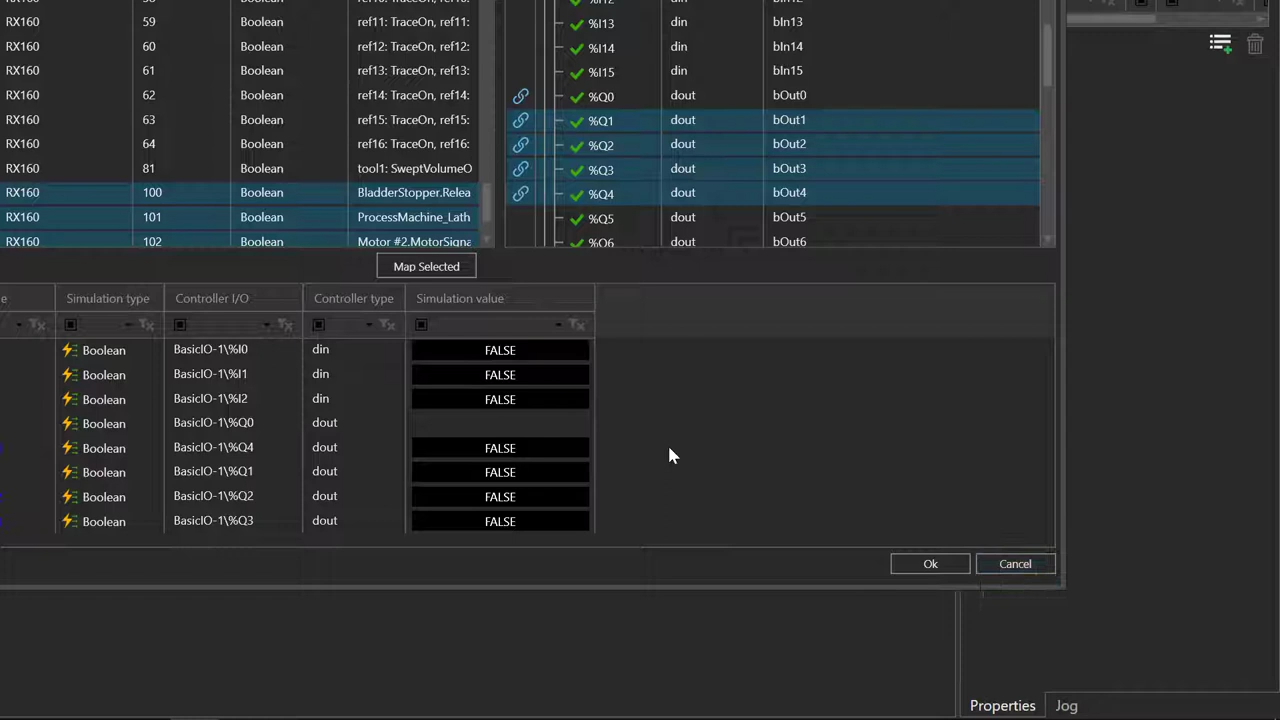 RX160 59 Boolean ref11: TraceOn, ref13:
RX160 60 Boolean ref12: TraceOn, ref13:
RX160 61 Boolean ref13: TraceOn, ref13:
RX160 62 Boolean ref14: TraceOn, ref14:
RX160 63 Boolean ref15: TraceOn, ref15:
RX160 64 Boolean ref16: TraceOn, ref16:
RX160 81 Boolean tool1: SweptVolumeO
RX160 100 Boolean BladderStopper.Relea
RX160 101 Boolean ProcessMachine_Lath
RX160 102 Boolean Motor #2.MotorSigna
%I12 din bIn12
%I13 din bIn13
%I14 din bIn14
%I15 din bIn15
%Q0 dout bOut0
%Q1 dout bOut1
%Q2 dout bOut2
%Q3 dout bOut3
%Q4 dout bOut4
%Q5 dout bOut5
%Q6 dout bOut6
Map Selected
Simulation type Controller I/O Controller type Simulation value
Boolean BasicIO-1\%I0 din FALSE
Boolean BasicIO-1\%I1 din FALSE
Boolean BasicIO-1\%I2 din FALSE
Boolean BasicIO-1\%Q0 dout
Boolean BasicIO-1\%Q4 dout FALSE
Boolean BasicIO-1\%Q1 dout FALSE
Boolean BasicIO-1\%Q2 dout FALSE
Boolean BasicIO-1\%Q3 dout FALSE
Ok Cancel
Properties Jog